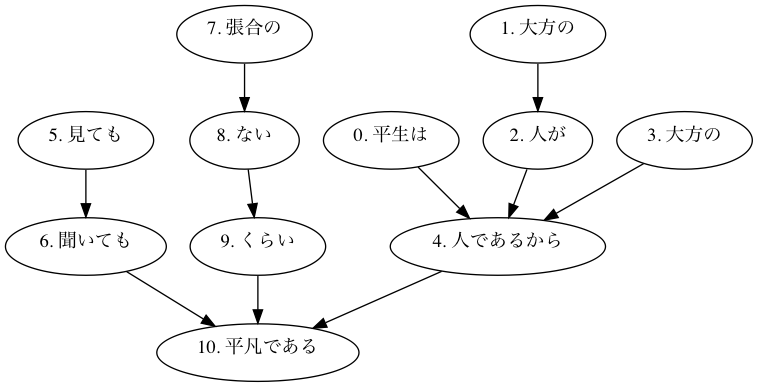 7. 張合の
1. 大方の
5. 見ても
8. ない
0. 平生は
2. 人が
3. 大方の
6. 聞いても
9. くらい
4. 人であるから
10. 平凡である